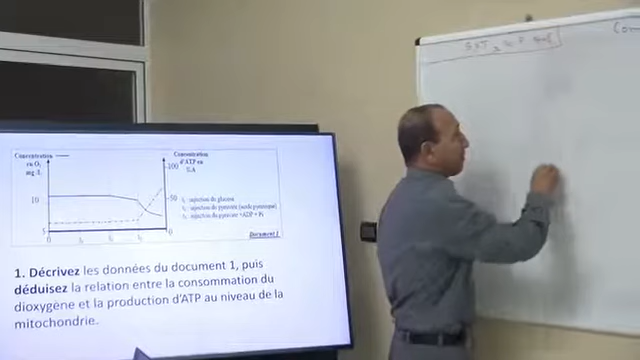 Concentration
en O₂
mg /L
Concentration
d'ATP en
U.A
100
50
0
10
5
0
t₁ : injection du glucose
t₂ : injection du pyruvate (acide pyruvique)
t₃ : injection du pyruvate +ADP + Pi
Document 1
1. Décrivez les données du document 1, puis
déduisez la relation entre la consommation du
dioxygène et la production d'ATP au niveau de la
mitochondrie.